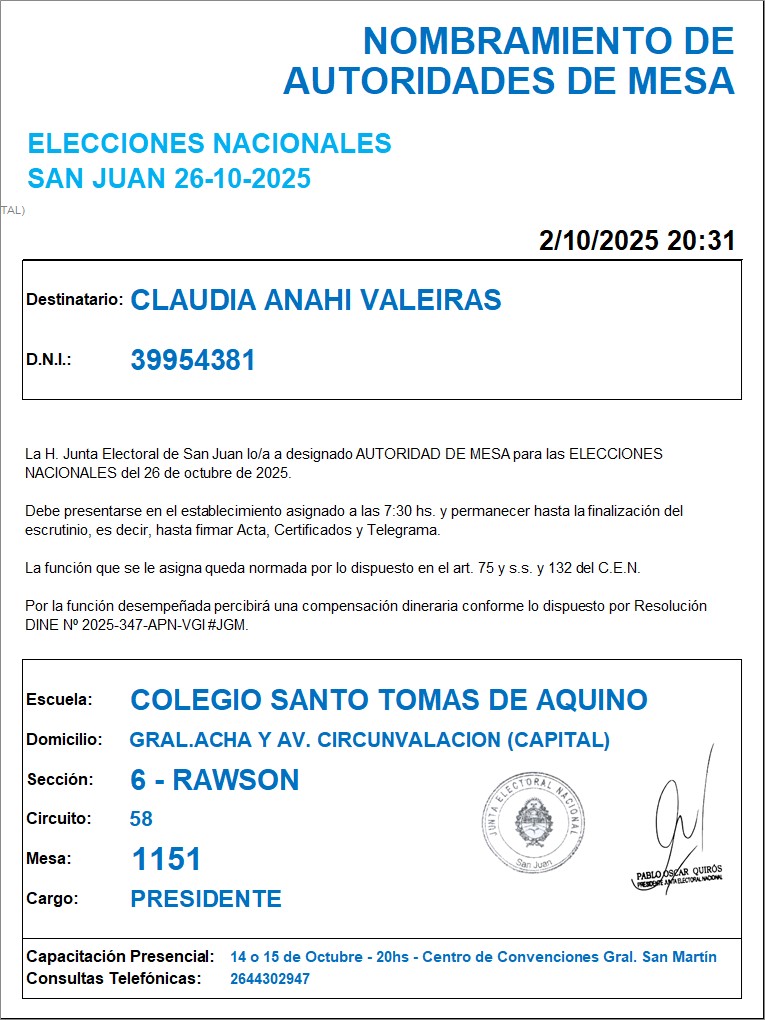 NOMBRAMIENTO DE
AUTORIDADES DE MESA
ELECCIONES NACIONALES
SAN JUAN 26-10-2025
TAL)
2/10/2025 20:31
Destinatario: CLAUDIA ANAHI VALEIRAS
D.N.I.: 39954381
La H. Junta Electoral de San Juan lo/a a designado AUTORIDAD DE MESA para las ELECCIONES
NACIONALES del 26 de octubre de 2025.
Debe presentarse en el establecimiento asignado a las 7:30 hs. y permanecer hasta la finalización del
escrutinio, es decir, hasta firmar Acta, Certificados y Telegrama.
La función que se le asigna queda normada por lo dispuesto en el art. 75 y s.s. y 132 del C.E.N.
Por la función desempeñada percibirá una compensación dineraria conforme lo dispuesto por Resolución
DINE Nº 2025-347-APN-VGI#JGM.
Escuela: COLEGIO SANTO TOMAS DE AQUINO
Domicilio: GRAL.ACHA Y AV. CIRCUNVALACION (CAPITAL)
Sección: 6 - RAWSON
Circuito: 58
Mesa: 1151
Cargo: PRESIDENTE
JUNTA ELECTORAL NACIONAL
San Juan
PABLO OSCAR QUIRÓS
PRESIDENTE JUNTA ELECTORAL NACIONAL
Capacitación Presencial: 14 o 15 de Octubre - 20hs - Centro de Convenciones Gral. San Martín
Consultas Telefónicas: 2644302947